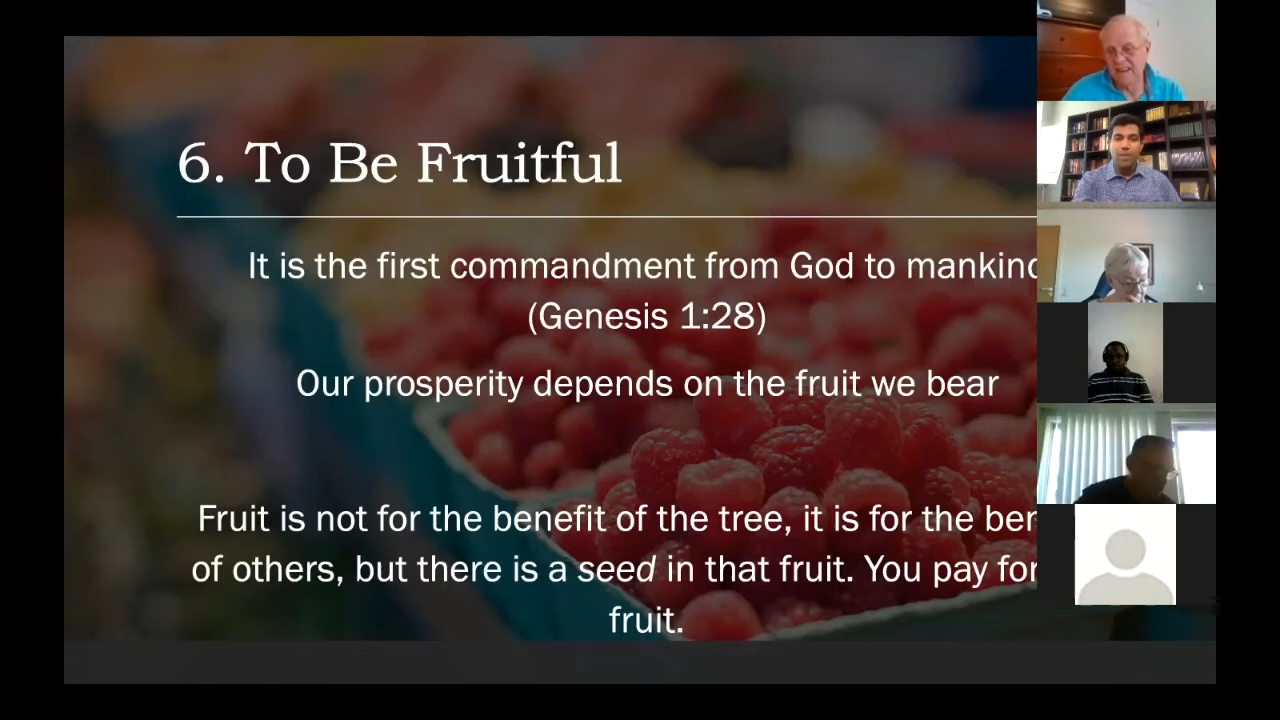 6. To Be Fruitful
It is the first commandment from God to mankind
(Genesis 1:28)
Our prosperity depends on the fruit we bear
Fruit is not for the benefit of the tree, it is for the
of others, but there is a seed in that fruit. You pay for
fruit.